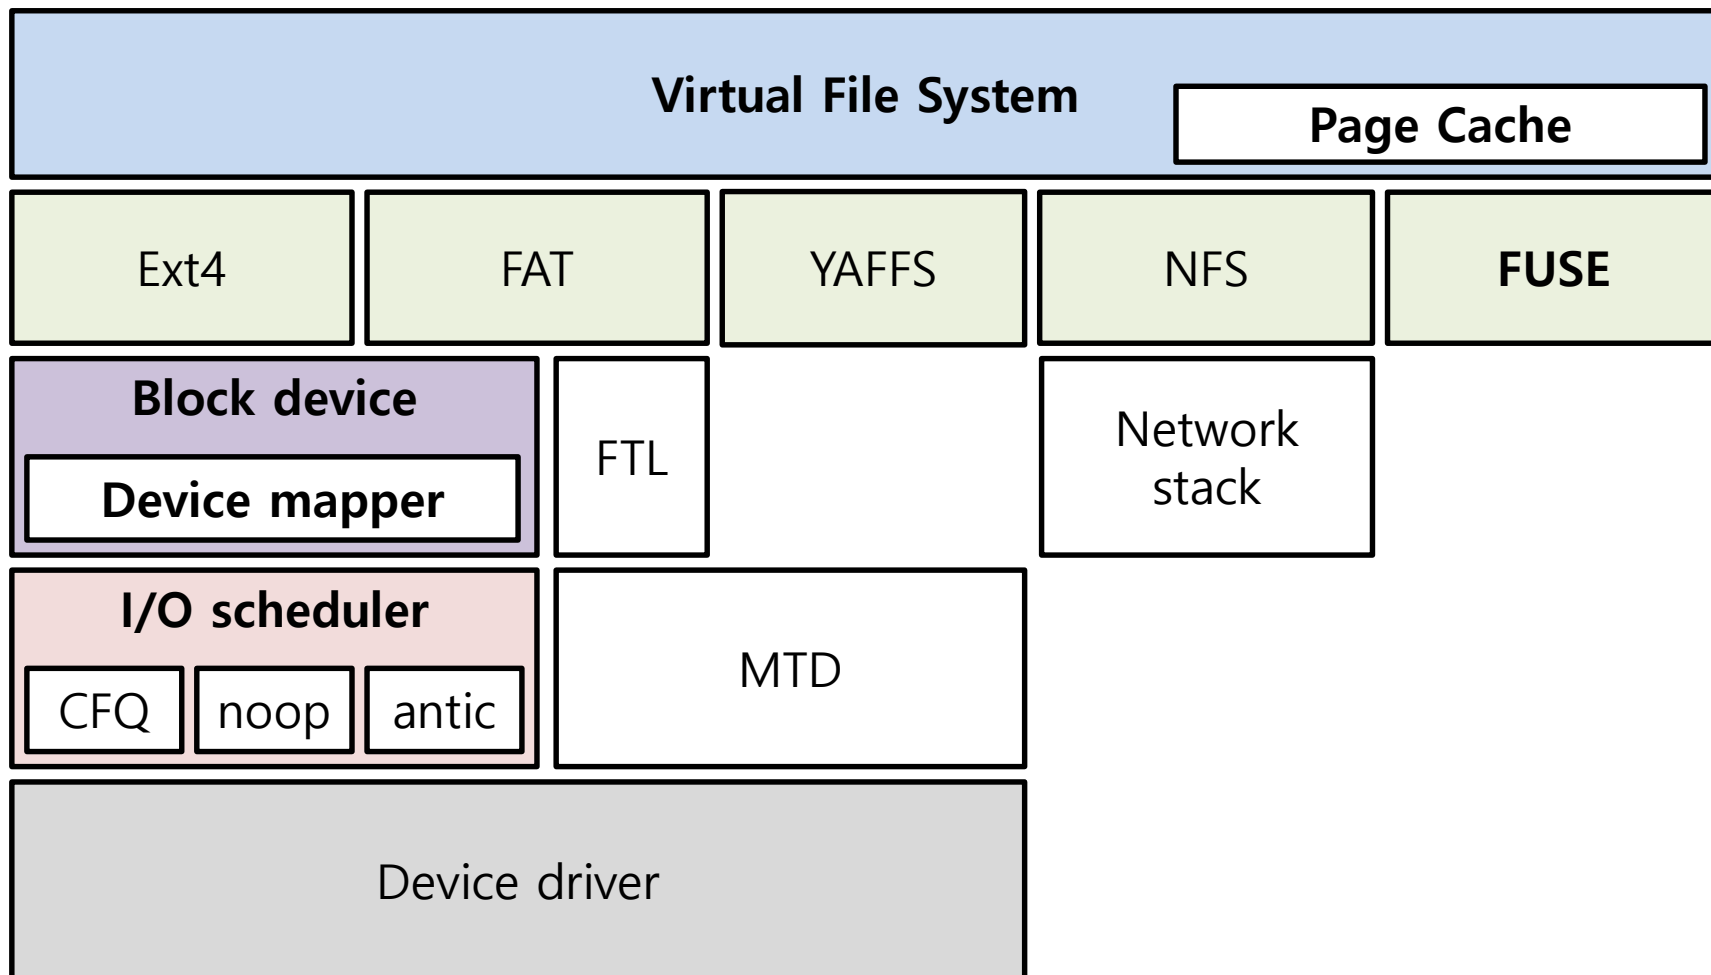 Virtual File System
Page Cache
Ext4
FAT
YAFFS
NFS
FUSE
Block device
Device mapper
FTL
Network
stack
I/O scheduler
CFQ
noop
antic
MTD
Device driver